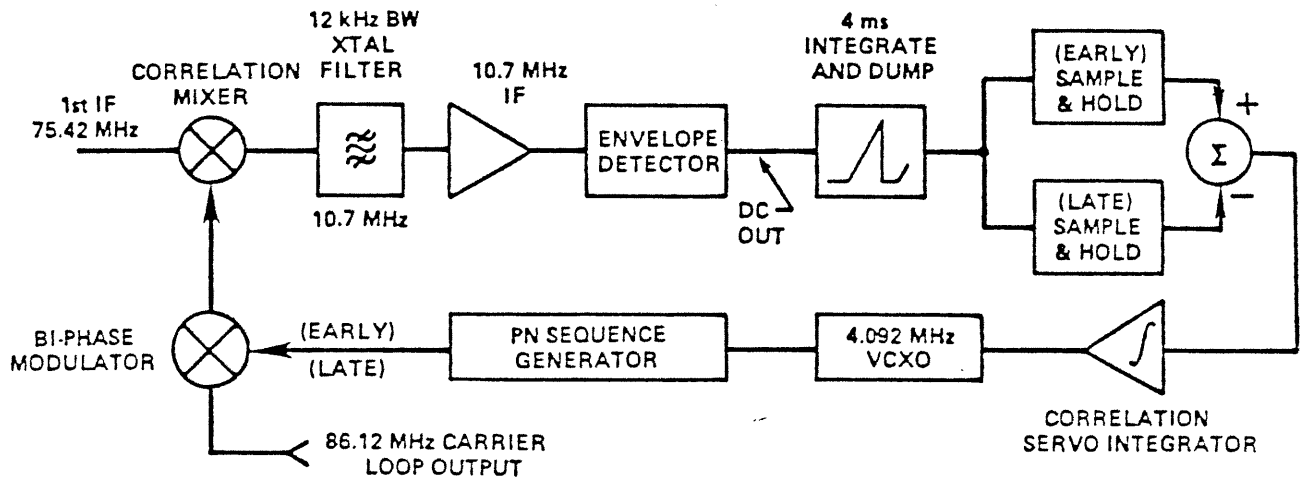 12 kHz BW
XTAL
FILTER
CORRELATION
MIXER
1st IF
75.42 MHz
10.7 MHz
10.7 MHz
IF
ENVELOPE
DETECTOR
DC
OUT
4 ms
INTEGRATE
AND DUMP
(EARLY)
SAMPLE
& HOLD
+
Σ
−
(LATE)
SAMPLE
& HOLD
BI-PHASE
MODULATOR
(EARLY)
(LATE)
PN SEQUENCE
GENERATOR
4.092 MHz
VCXO
∫
CORRELATION
SERVO INTEGRATOR
86.12 MHz CARRIER
LOOP OUTPUT